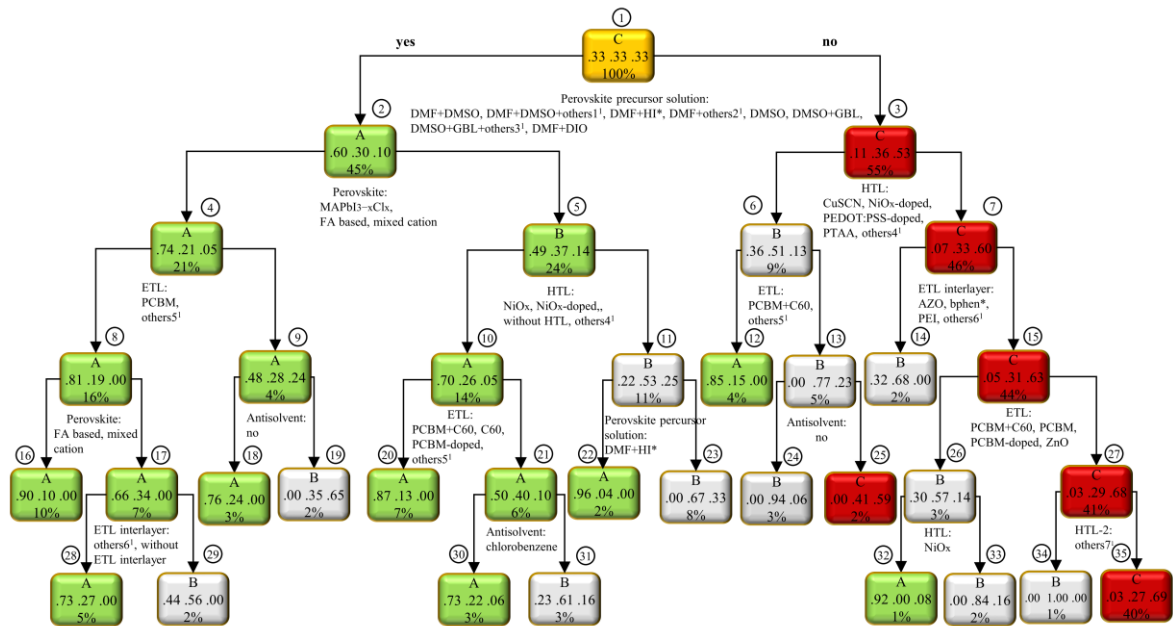 1
yes
no
C
.33 .33 .33
100%
Perovskite precursor solution:
DMF+DMSO, DMF+DMSO+others1¹, DMF+HI*, DMF+others2¹, DMSO, DMSO+GBL,
DMSO+GBL+others3¹, DMF+DIO
2
A
.60 .30 .10
45%
Perovskite:
MAPbI3−xClx,
FA based, mixed cation
3
C
.11 .36 .53
55%
HTL:
CuSCN, NiOx-doped,
PEDOT:PSS-doped,
PTAA, others4¹
4
A
.74 .21 .05
21%
ETL:
PCBM,
others5¹
5
B
.49 .37 .14
24%
HTL:
NiOx, NiOx-doped,,
without HTL, others4¹
6
B
.36 .51 .13
9%
ETL:
PCBM+C60,
others5¹
7
C
.07 .33 .60
46%
ETL interlayer:
AZO, bphen*,
PEI, others6¹
8
A
.81 .19 .00
16%
Perovskite:
FA based, mixed
cation
9
A
.48 .28 .24
4%
Antisolvent:
no
10
A
.70 .26 .05
14%
ETL:
PCBM+C60, C60,
PCBM-doped,
others5¹
11
B
.22 .53 .25
11%
Perovskite percursor
solution:
DMF+HI*
12
A
.85 .15 .00
4%
13
B
.00 .77 .23
5%
Antisolvent:
no
14
B
.32 .68 .00
2%
15
C
.05 .31 .63
44%
ETL:
PCBM+C60, PCBM,
PCBM-doped, ZnO
16
A
.90 .10 .00
10%
17
A
.66 .34 .00
7%
ETL interlayer:
others6¹, without
ETL interlayer
18
A
.76 .24 .00
3%
19
B
.00 .35 .65
2%
20
A
.87 .13 .00
7%
21
A
.50 .40 .10
6%
Antisolvent:
chlorobenzene
22
A
.96 .04 .00
2%
23
B
.00 .67 .33
8%
24
B
.00 .94 .06
3%
25
C
.00 .41 .59
2%
26
B
.30 .57 .14
3%
HTL:
NiOx
27
C
.03 .29 .68
41%
HTL-2:
others7¹
28
A
.73 .27 .00
5%
29
B
.44 .56 .00
2%
30
A
.73 .22 .06
3%
31
B
.23 .61 .16
3%
32
A
.92 .00 .08
1%
33
B
.00 .84 .16
2%
34
B
.00 1.00 .00
1%
35
C
.03 .27 .69
40%